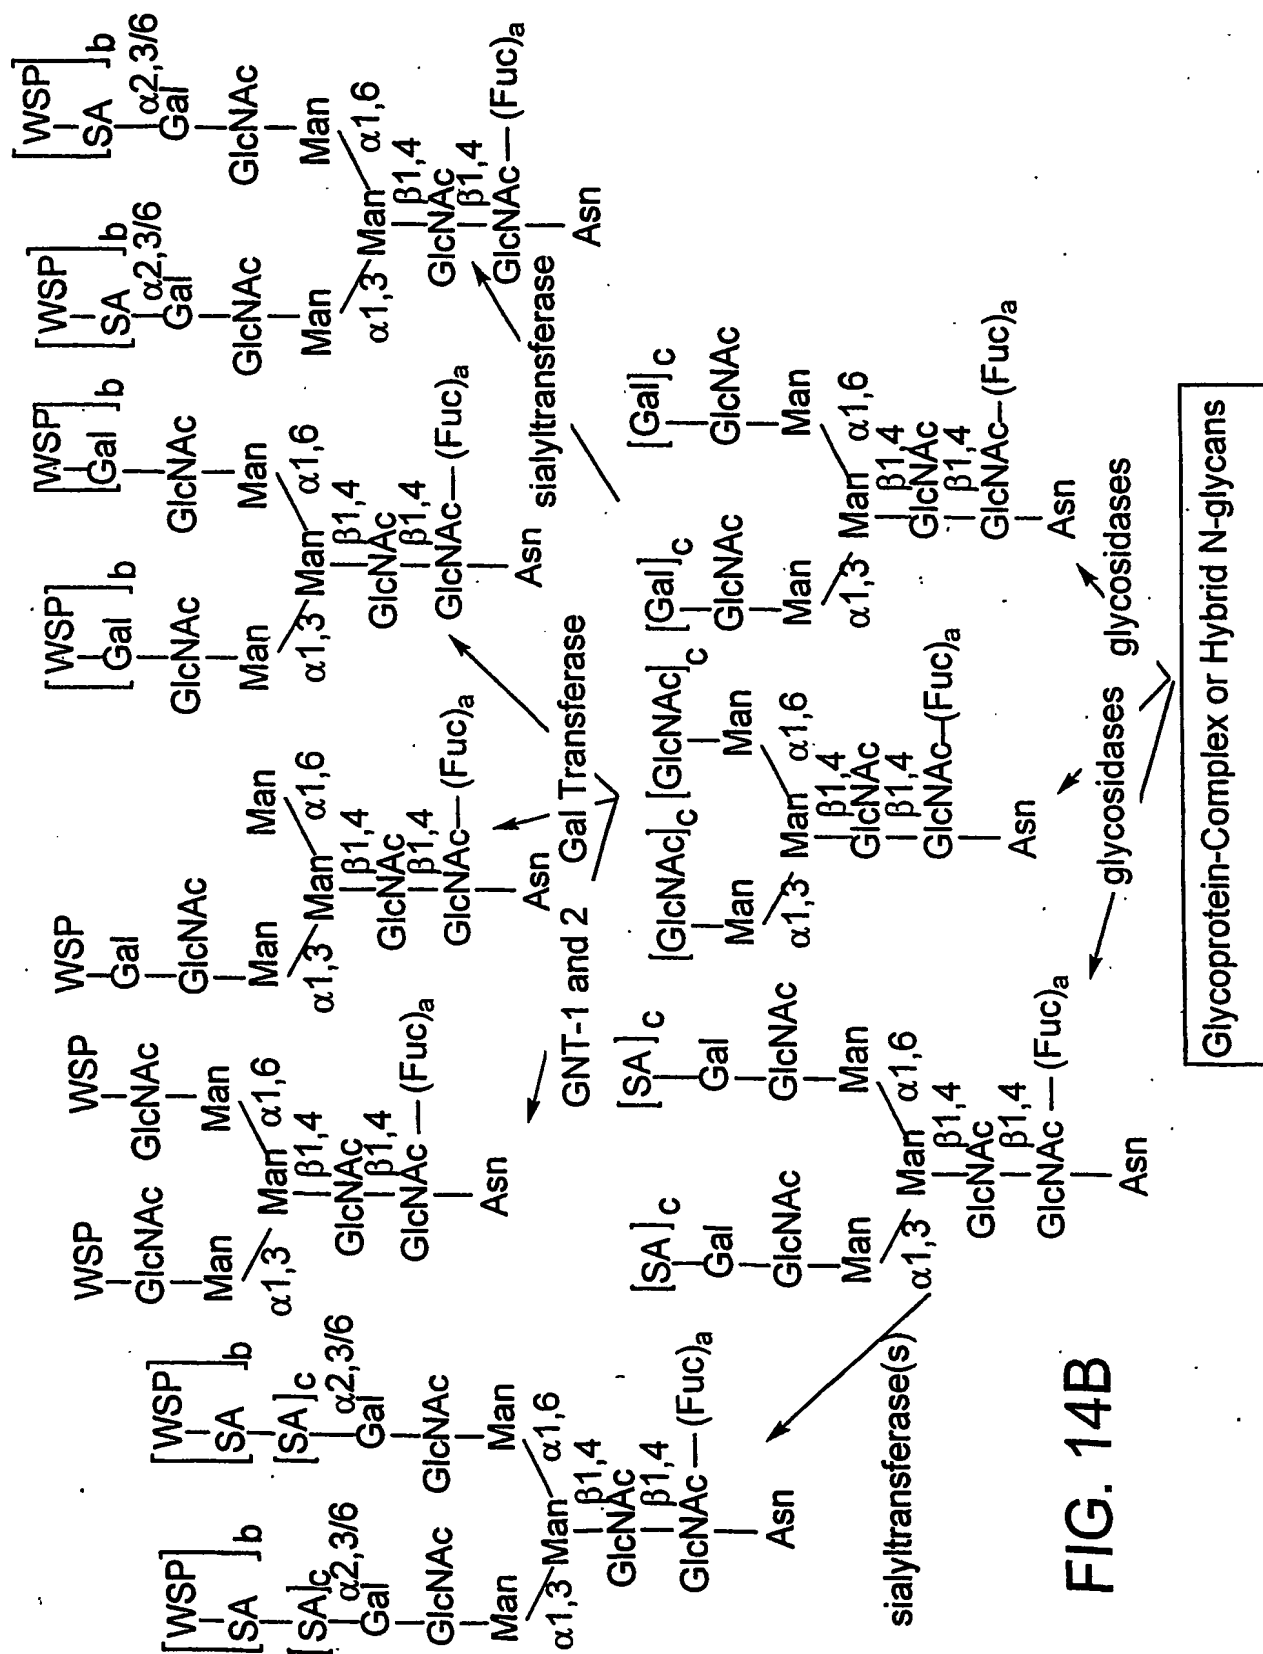 [WSP]]b [WSP]]b
[SA [SA
[SA]c [SA]c
α2,3/6 α2,3/6
Gal Gal
GlcNAc GlcNAc
Man Man
α1,3 Man α1,6
β1,4
GlcNAc
β1,4
GlcNAc—(Fuc)a
Asn
WSP WSP
GlcNAc GlcNAc
Man Man
α1,3 Man α1,6
β1,4
GlcNAc
β1,4
GlcNAc—(Fuc)a
Asn
WSP
Gal
GlcNAc
Man Man
α1,3 Man α1,6
β1,4
GlcNAc
β1,4
GlcNAc—(Fuc)a
Asn
[WSP]]b [WSP]]b
[Gal [Gal
GlcNAc GlcNAc
Man Man
α1,3 Man α1,6
β1,4
GlcNAc
β1,4
GlcNAc—(Fuc)a
Asn
[WSP]]b [WSP]]b
[SA [SA
α2,3/6 α2,3/6
Gal Gal
GlcNAc GlcNAc
Man Man
α1,3 Man α1,6
β1,4
GlcNAc
β1,4
GlcNAc—(Fuc)a
Asn
GNT-1 and 2 Gal Transferase sialyltransferase
[SA]c [SA]c
Gal Gal
GlcNAc GlcNAc
Man Man
α1,3 Man α1,6
β1,4
GlcNAc
β1,4
GlcNAc—(Fuc)a
Asn
[GlcNAc]c [GlcNAc]c
Man Man
α1,3 Man α1,6
β1,4
GlcNAc
β1,4
GlcNAc—(Fuc)a
Asn
[Gal]c [Gal]c
GlcNAc GlcNAc
Man Man
α1,3 Man α1,6
β1,4
GlcNAc
β1,4
GlcNAc—(Fuc)a
Asn
sialyltransferase(s)
glycosidases glycosidases
FIG. 14B
Glycoprotein-Complex or Hybrid N-glycans